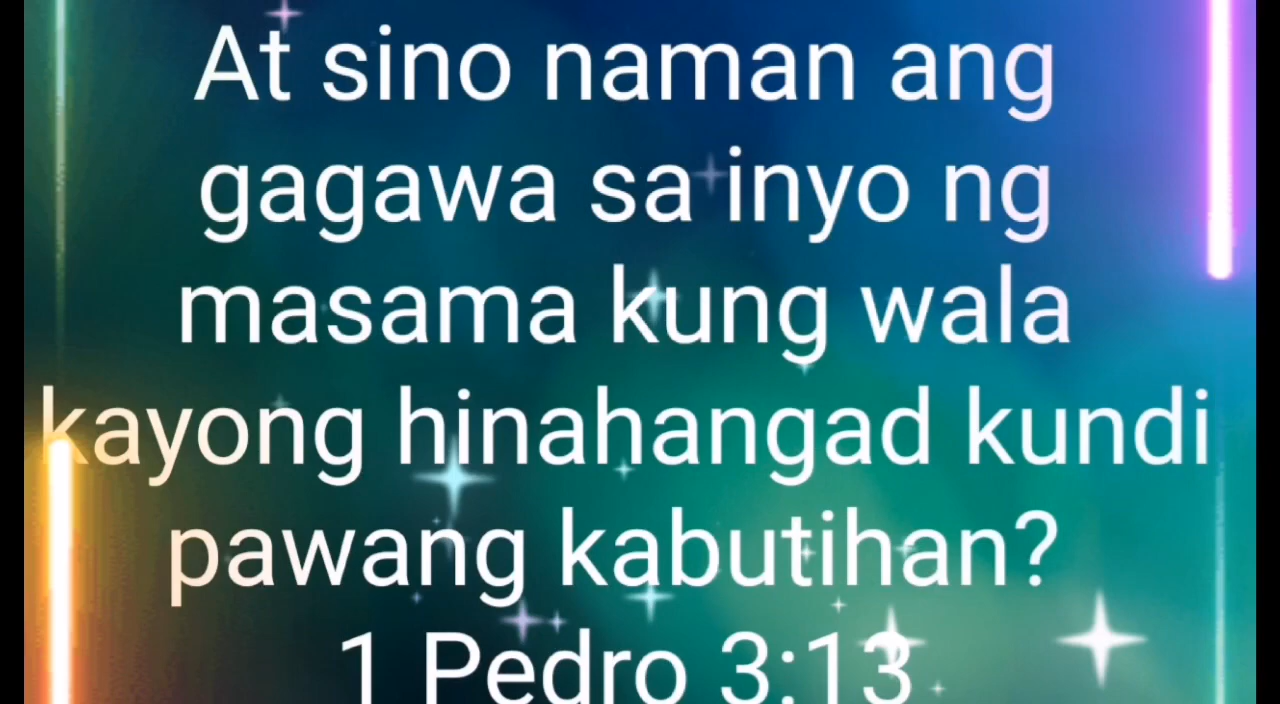 At sino naman ang
gagawa sa inyo ng
masama kung wala
kayong hinahangad kundi
pawang kabutihan?
1 Pedro 3:13